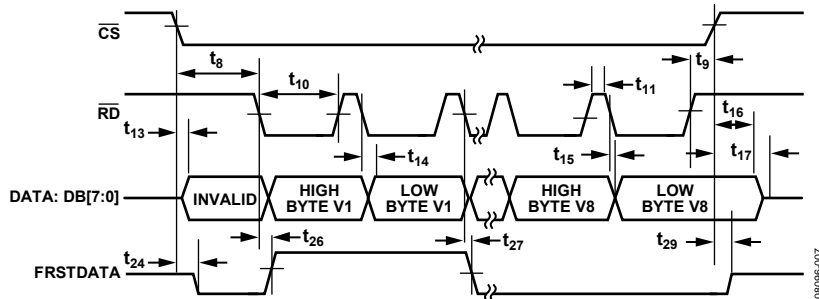 CS
t8
t9
t10
t11
RD
t16
t13
t14
t15
t17
DATA: DB[7:0]
INVALID
HIGH
BYTE V1
LOW
BYTE V1
HIGH
BYTE V8
LOW
BYTE V8
t24
t26
t27
t29
FRSTDATA
08096-007